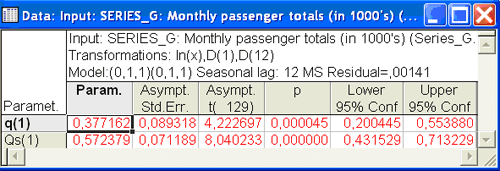 Data: Input: SERIES_G: Monthly passenger totals (in 1000's) (...
Input: SERIES_G: Monthly passenger totals (in 1000's) (Series_G.
Transformations: ln(x),D(1),D(12)
Model:(0,1,1)(0,1,1) Seasonal lag: 12 MS Residual=,00141
Paramet. Param. Asympt. Std.Err. Asympt. t( 129) p Lower 95% Conf Upper 95% Conf
q(1) 0,377162 0,089318 4,222697 0,000045 0,200445 0,553880
Qs(1) 0,572379 0,071189 8,040233 0,000000 0,431529 0,713229